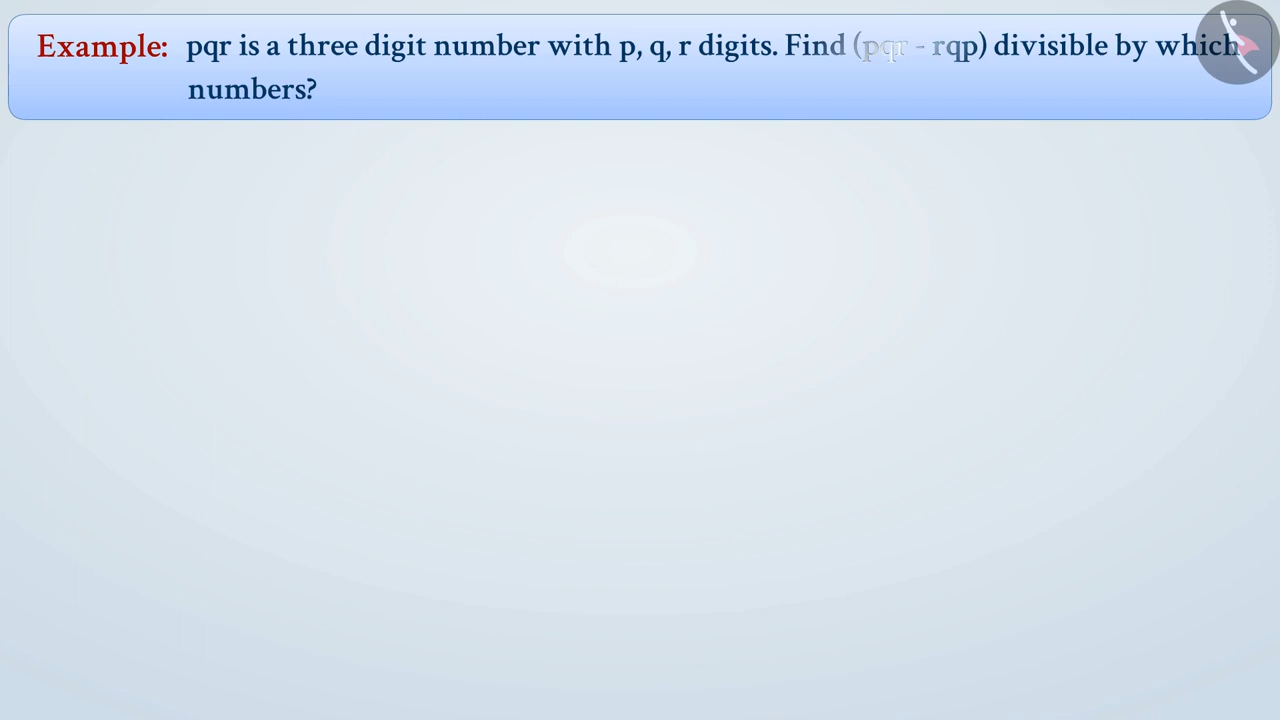 Example: pqr is a three digit number with p, q, r digits. Find (pqr - rqp) divisible by which
numbers?